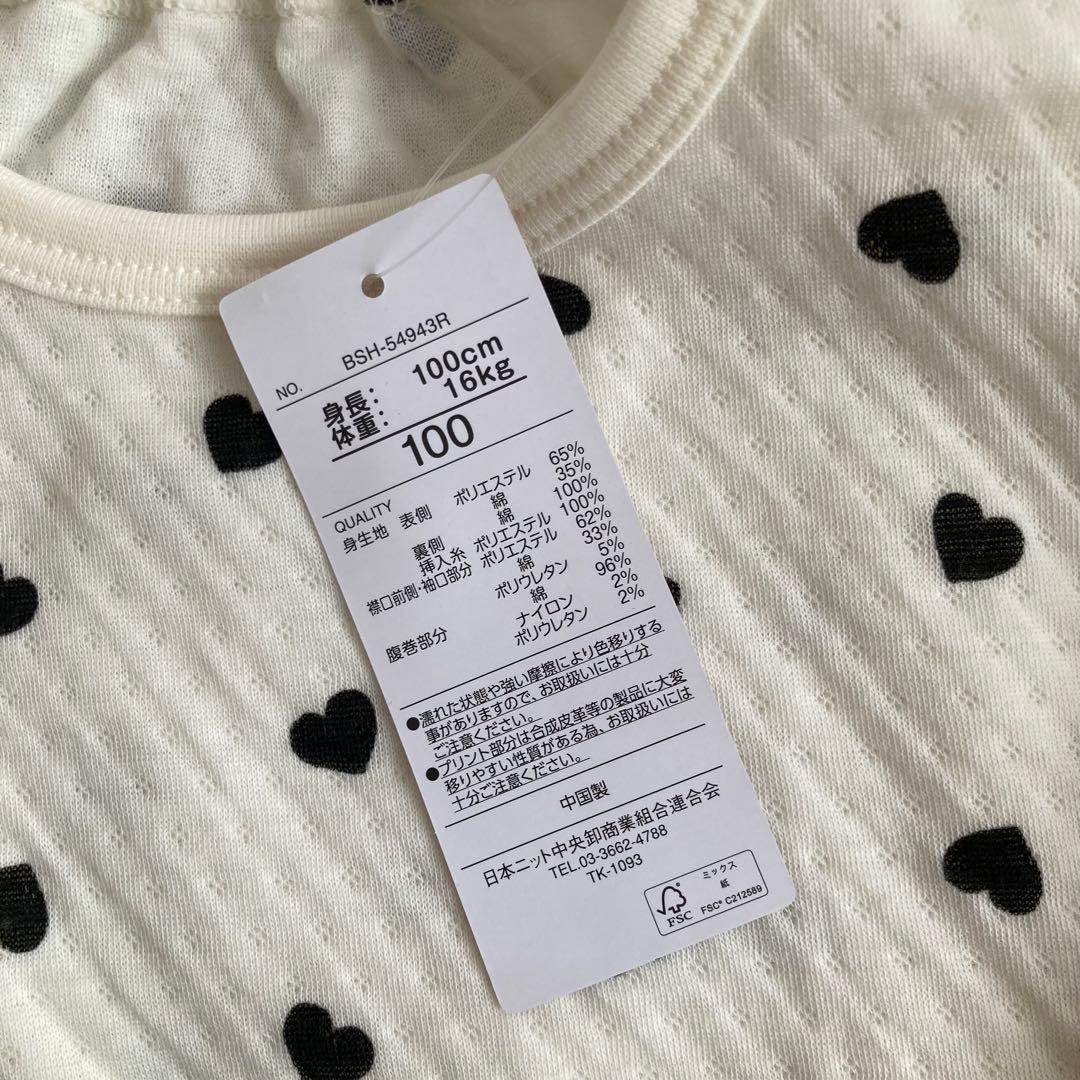 NO. BSH-54943R
身長: 100cm
体重: 16kg
100
QUALITY
身生地 表側 ポリエステル 65%
綿 35%
裏側 綿 100%
挿入糸 ポリエステル 100%
襟口前側・袖口部分 ポリエステル 62%
綿 33%
ポリウレタン 5%
腹巻部分 綿 96%
ナイロン 2%
ポリウレタン 2%
●濡れた状態や強い摩擦により色移りする
事がありますので、お取扱いには十分
ご注意ください。
●プリント部分は合成皮革等の製品に大変
移りやすい性質がある為、お取扱いには
十分ご注意ください。
中国製
日本ニット中央卸商業組合連合会
TEL.03-3662-4788
TK-1093
FSC
ミックス
紙
FSC® C212589